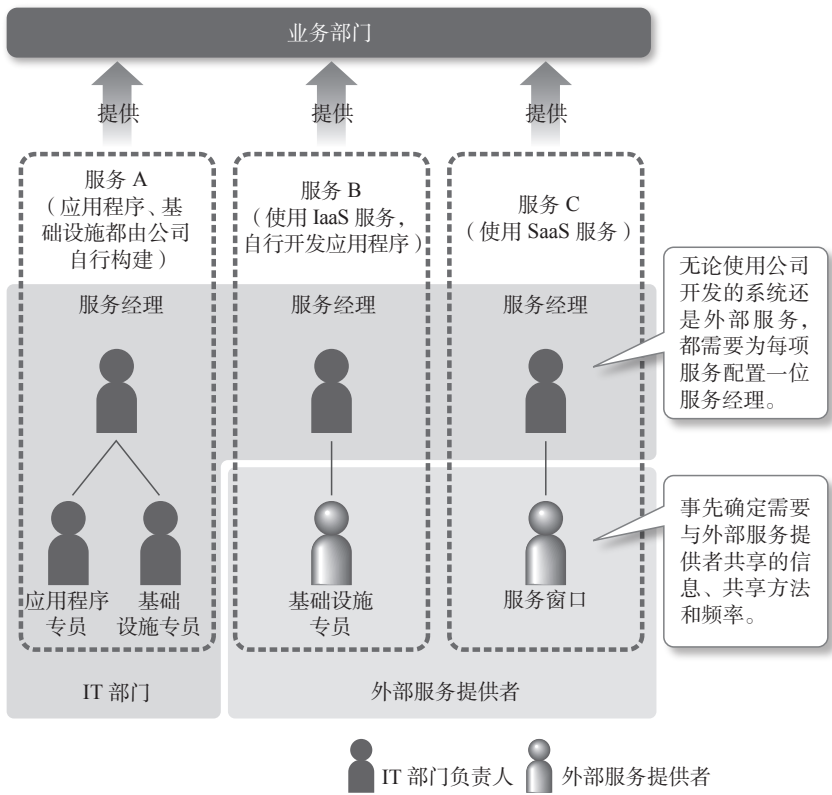 业务部门
提供
提供
提供
服务 A
（应用程序、基
础设施都由公司
自行构建）
服务 B
（使用 IaaS 服务，
自行开发应用程序）
服务 C
（使用 SaaS 服务）
服务经理
服务经理
服务经理
无论使用公司
开发的系统还
是外部服务，
都需要为每项
服务配置一位
服务经理。
应用程序
专员
基础
设施专员
基础设施
专员
服务窗口
事先确定需要
与外部服务提
供者共享的信
息、共享方法
和频率。
IT 部门
外部服务提供者
IT 部门负责人
外部服务提供者